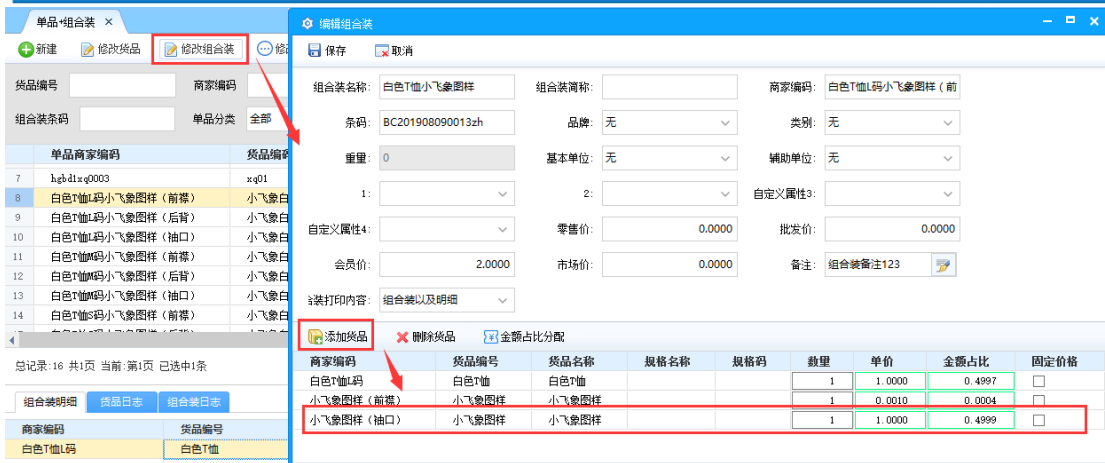 单品+组合装 ×
新建 修改货品 修改组合装
货品编号 商家编码
组合装条码 单品分类 全部
单品商家编码 货品编
7 hgbdlxq0003 xq01
8 白色T恤L码小飞象图样（前襟） 小飞象白
9 白色T恤L码小飞象图样（后背） 小飞象白
10 白色T恤L码小飞象图样（袖口） 小飞象白
11 白色T恤M码小飞象图样（前襟） 小飞象白
12 白色T恤M码小飞象图样（后背） 小飞象白
13 白色T恤M码小飞象图样（袖口） 小飞象白
14 白色T恤S码小飞象图样（前襟） 小飞象白
总记录:16 共1页 当前:第1页 已选中1条
组合装明细 货品日志 组合装日志
商家编码 货品编号
白色T恤L码 白色T恤
编辑组合装
保存 取消
组合装名称: 白色T恤小飞象图样 组合装简称: 商家编码: 白色T恤L码小飞象图样（前
条码: BC201908090013zh 品牌: 无 类别: 无
重量: 0 基本单位: 无 辅助单位: 无
1: 2: 自定义属性3:
自定义属性4: 零售价: 0.0000 批发价: 0.0000
会员价: 2.0000 市场价: 0.0000 备注: 组合装备注123
合装打印内容: 组合装以及明细
添加货品 删除货品 金额占比分配
商家编码 货品编号 货品名称 规格名称 规格码 数量 单价 金额占比 固定价格
白色T恤L码 白色T恤 白色T恤 1 1.0000 0.4997
小飞象图样（前襟） 小飞象图样 小飞象图样 1 0.0010 0.0004
小飞象图样（袖口） 小飞象图样 小飞象图样 1 1.0000 0.4999